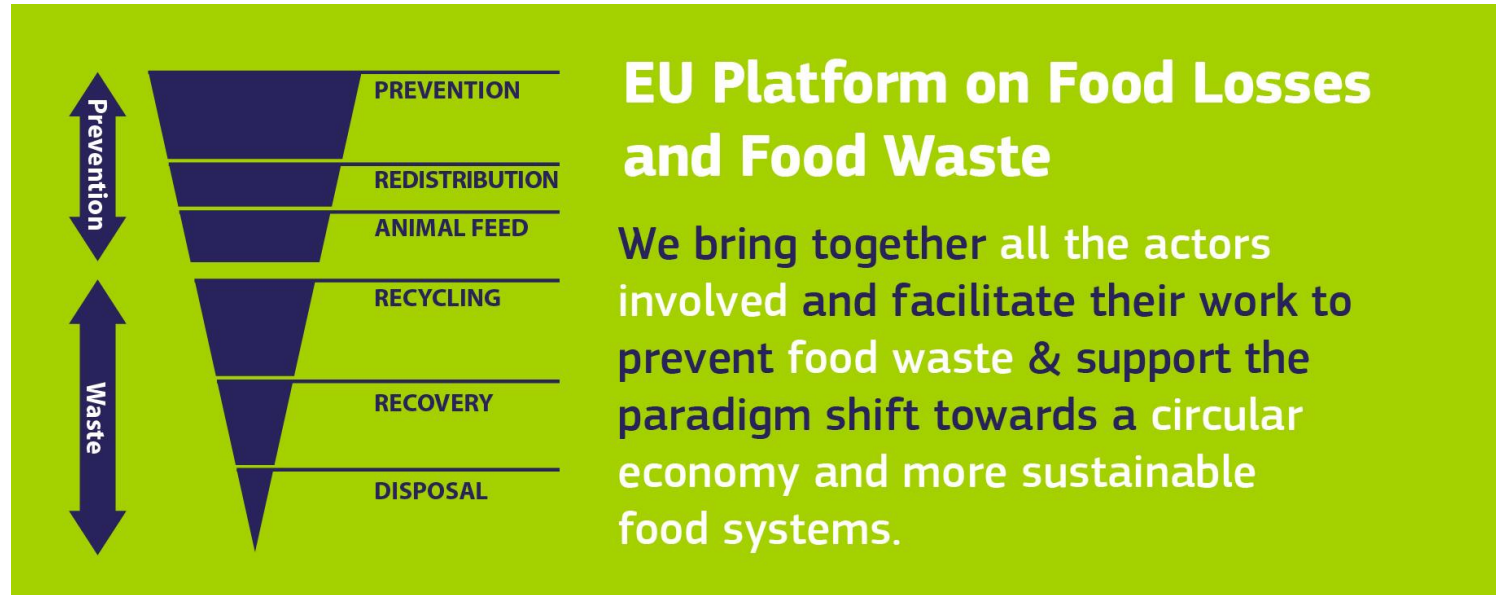 Prevention
Waste
PREVENTION
REDISTRIBUTION
ANIMAL FEED
RECYCLING
RECOVERY
DISPOSAL
EU Platform on Food Losses
and Food Waste
We bring together all the actors
involved and facilitate their work to
prevent food waste & support the
paradigm shift towards a circular
economy and more sustainable
food systems.